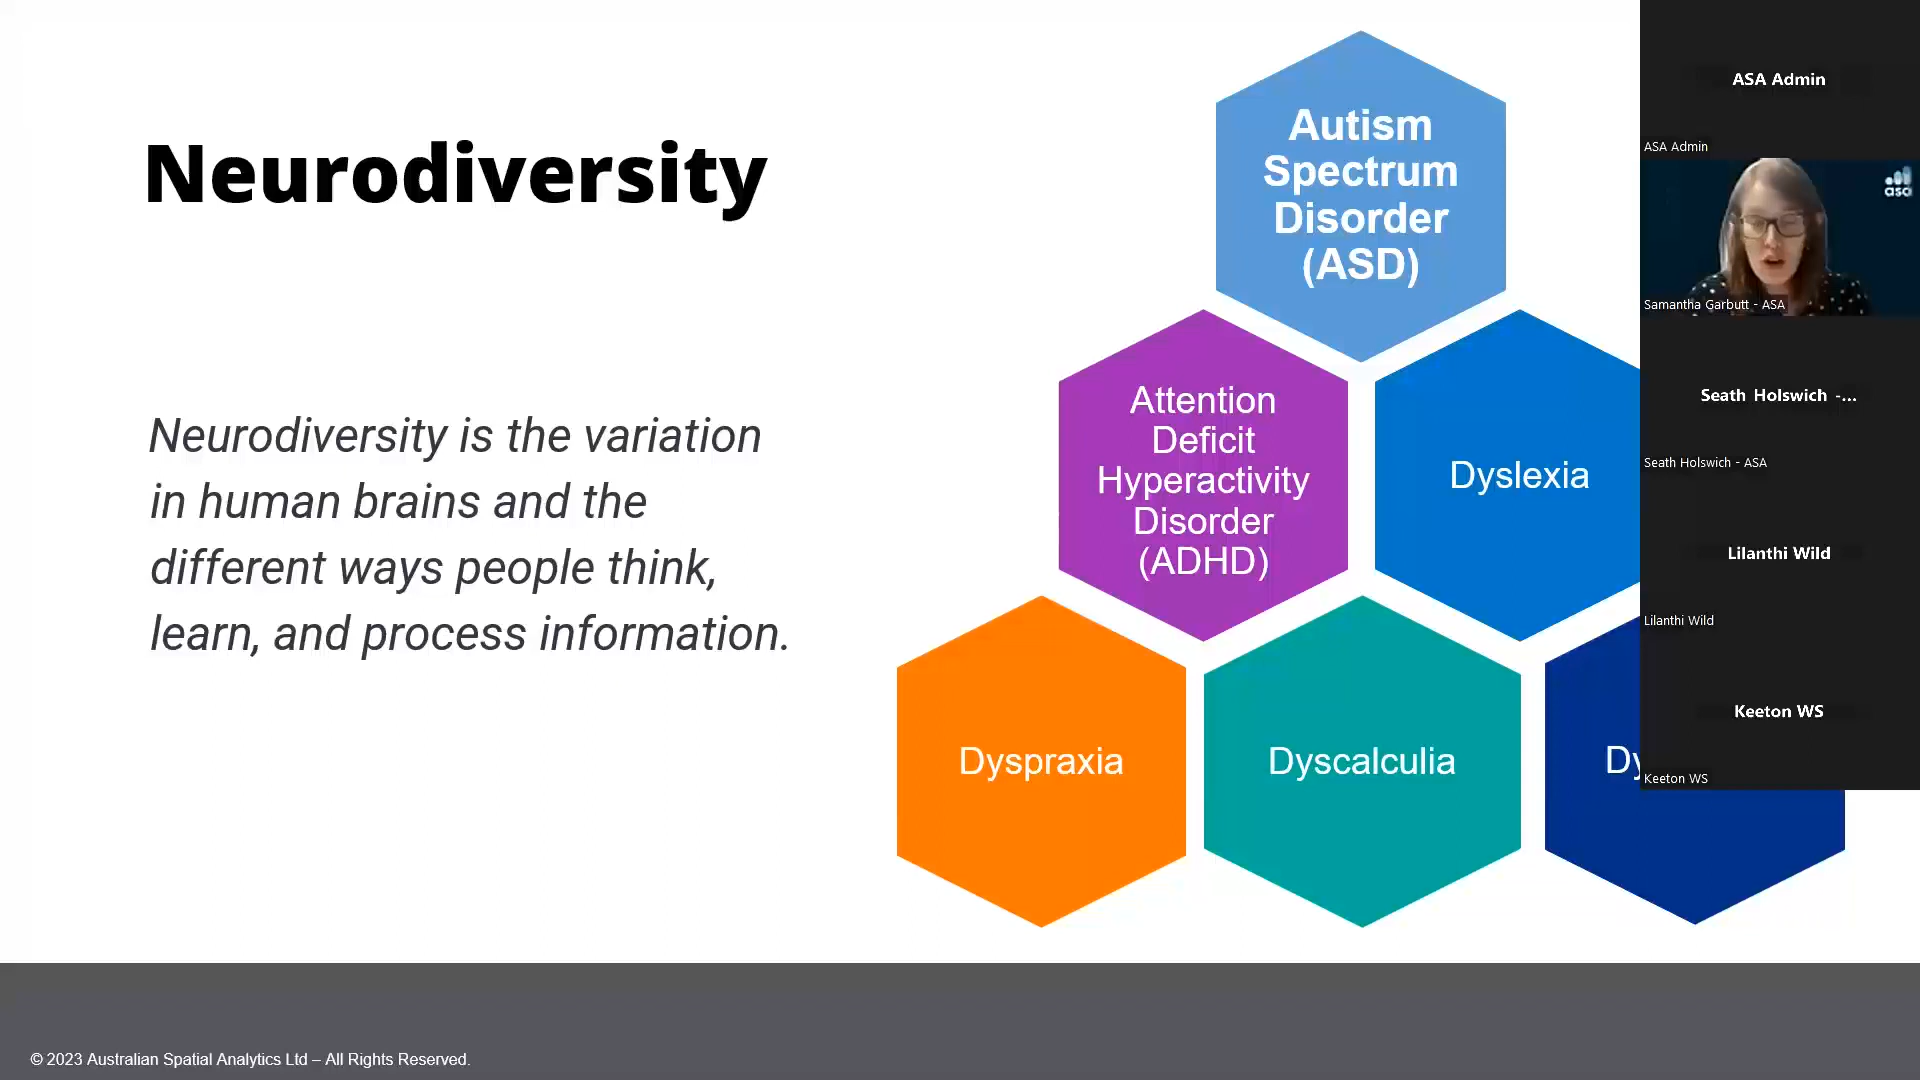 Neurodiversity
Neurodiversity is the variation
in human brains and the
different ways people think,
learn, and process information.
Autism
Spectrum
Disorder
(ASD)
Attention
Deficit
Hyperactivity
Disorder
(ADHD)
Dyslexia
Dyspraxia
Dyscalculia
ASA Admin
ASA Admin
asa
Samantha Garbutt - ASA
Seath Holswich -...
Seath Holswich - ASA
Lilanthi Wild
Lilanthi Wild
Keeton WS
Keeton WS
© 2023 Australian Spatial Analytics Ltd – All Rights Reserved.